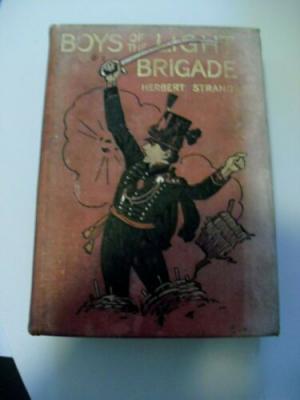 BOYS OF THE LIGHT
BRIGADE
HERBERT STRANG